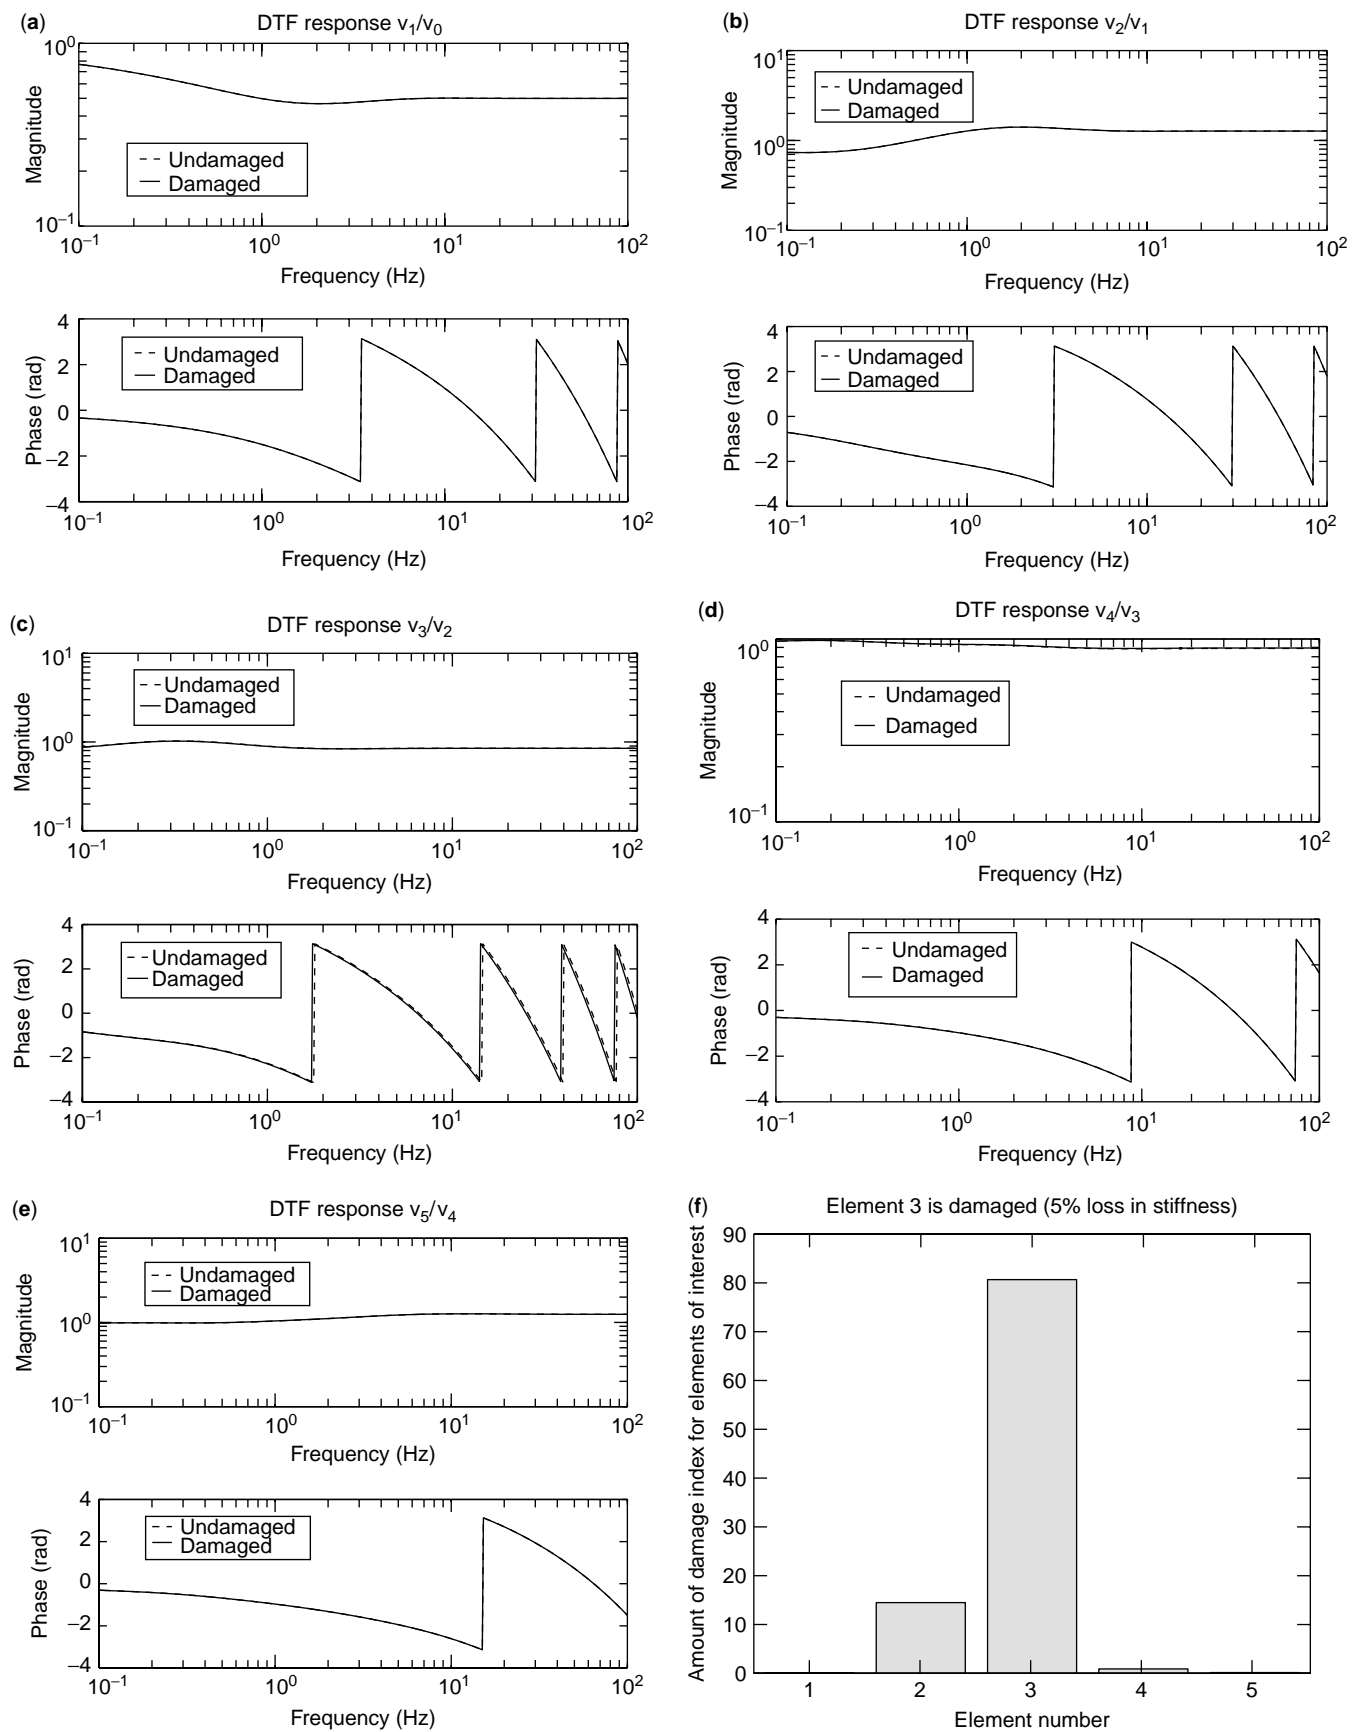 (a) DTF response v1/v0
10^0
Magnitude
- - Undamaged
— Damaged
10^−1
10^−1 10^0 10^1 10^2
Frequency (Hz)
4
2
0
−2
−4
Phase (rad)
- - Undamaged
— Damaged
10^−1 10^0 10^1 10^2
Frequency (Hz)
(b) DTF response v2/v1
10^1
10^0
10^−1
Magnitude
- - Undamaged
— Damaged
10^−1 10^0 10^1 10^2
Frequency (Hz)
4
2
0
−2
−4
Phase (rad)
- - Undamaged
— Damaged
10^−1 10^0 10^1 10^2
Frequency (Hz)
(c) DTF response v3/v2
10^1
10^0
10^−1
Magnitude
- - Undamaged
— Damaged
10^−1 10^0 10^1 10^2
Frequency (Hz)
4
2
0
−2
−4
Phase (rad)
- - Undamaged
— Damaged
10^−1 10^0 10^1 10^2
Frequency (Hz)
(d) DTF response v4/v3
10^0
10^−1
Magnitude
- - Undamaged
— Damaged
10^−1 10^0 10^1 10^2
Frequency (Hz)
4
2
0
−2
−4
Phase (rad)
- - Undamaged
— Damaged
10^−1 10^0 10^1 10^2
Frequency (Hz)
(e) DTF response v5/v4
10^1
10^0
10^−1
Magnitude
- - Undamaged
— Damaged
10^−1 10^0 10^1 10^2
Frequency (Hz)
4
2
0
−2
−4
Phase (rad)
- - Undamaged
— Damaged
10^−1 10^0 10^1 10^2
Frequency (Hz)
(f) Element 3 is damaged (5% loss in stiffness)
Amount of damage index for elements of interest
90
80
70
60
50
40
30
20
10
0
1 2 3 4 5
Element number